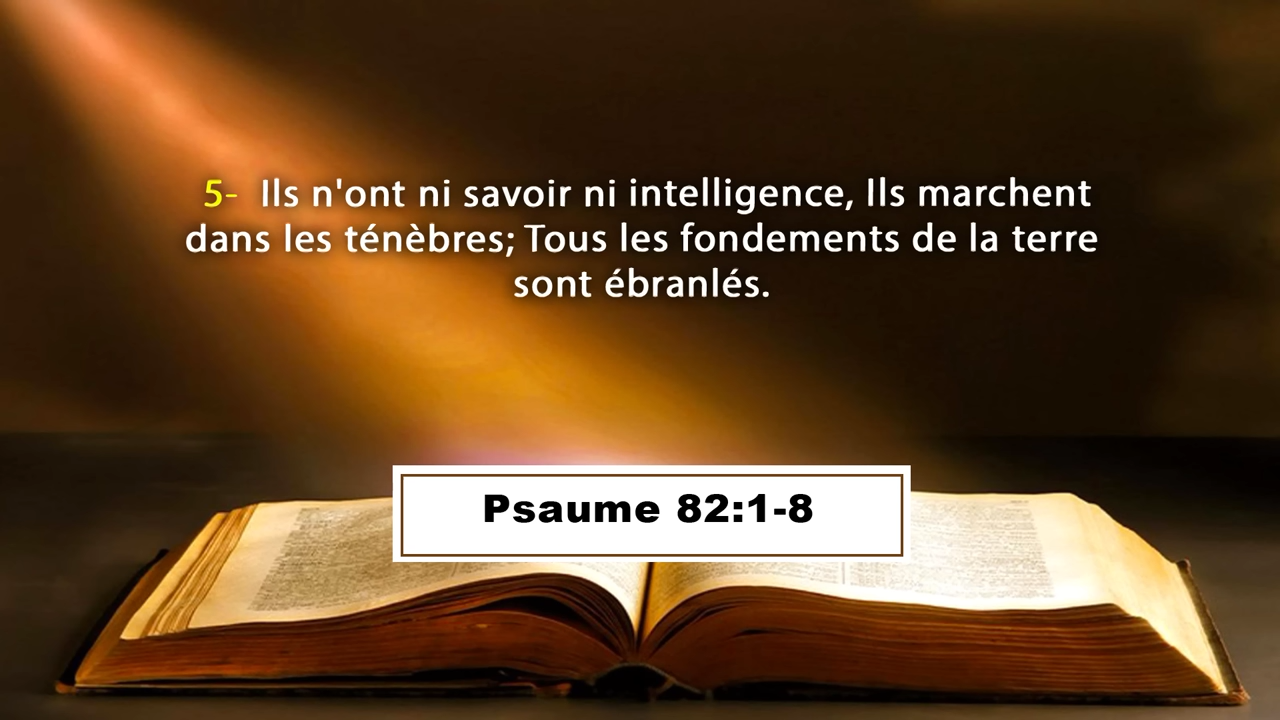 5- Ils n'ont ni savoir ni intelligence, Ils marchent
dans les ténèbres; Tous les fondements de la terre
sont ébranlés.
Psaume 82:1-8